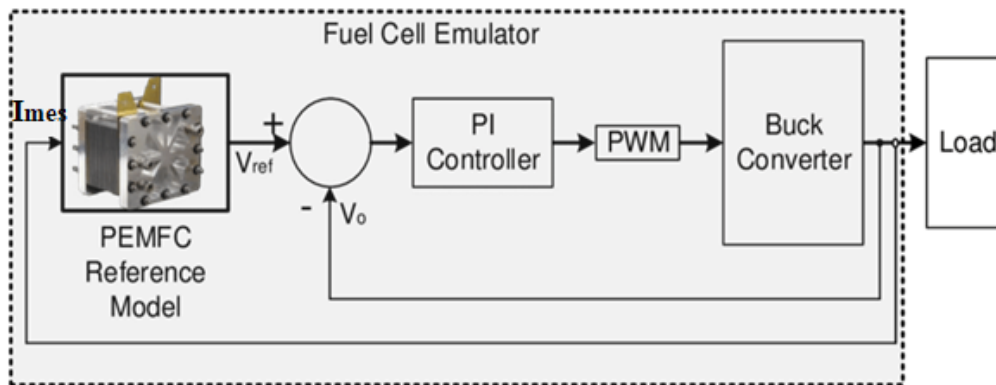 Fuel Cell Emulator
Imes
+
Vref
-
Vo
PI
Controller
PWM
Buck
Converter
Load
PEMFC
Reference
Model